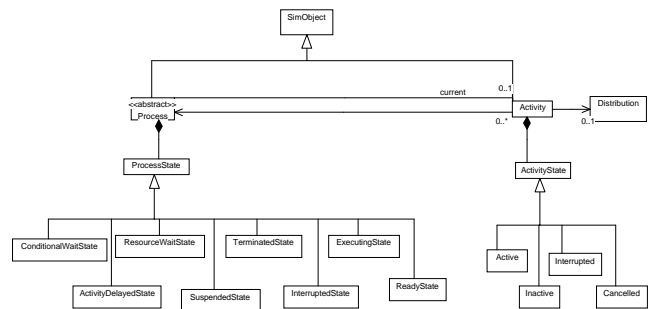 SimObject
current
0..1
<<abstract>>
Process
Activity
Distribution
0..*
0..1
ProcessState
ActivityState
ConditionalWaitState
ResourceWaitState
TerminatedState
ExecutingState
Active
Interrupted
ActivityDelayedState
SuspendedState
InterruptedState
ReadyState
Inactive
Cancelled